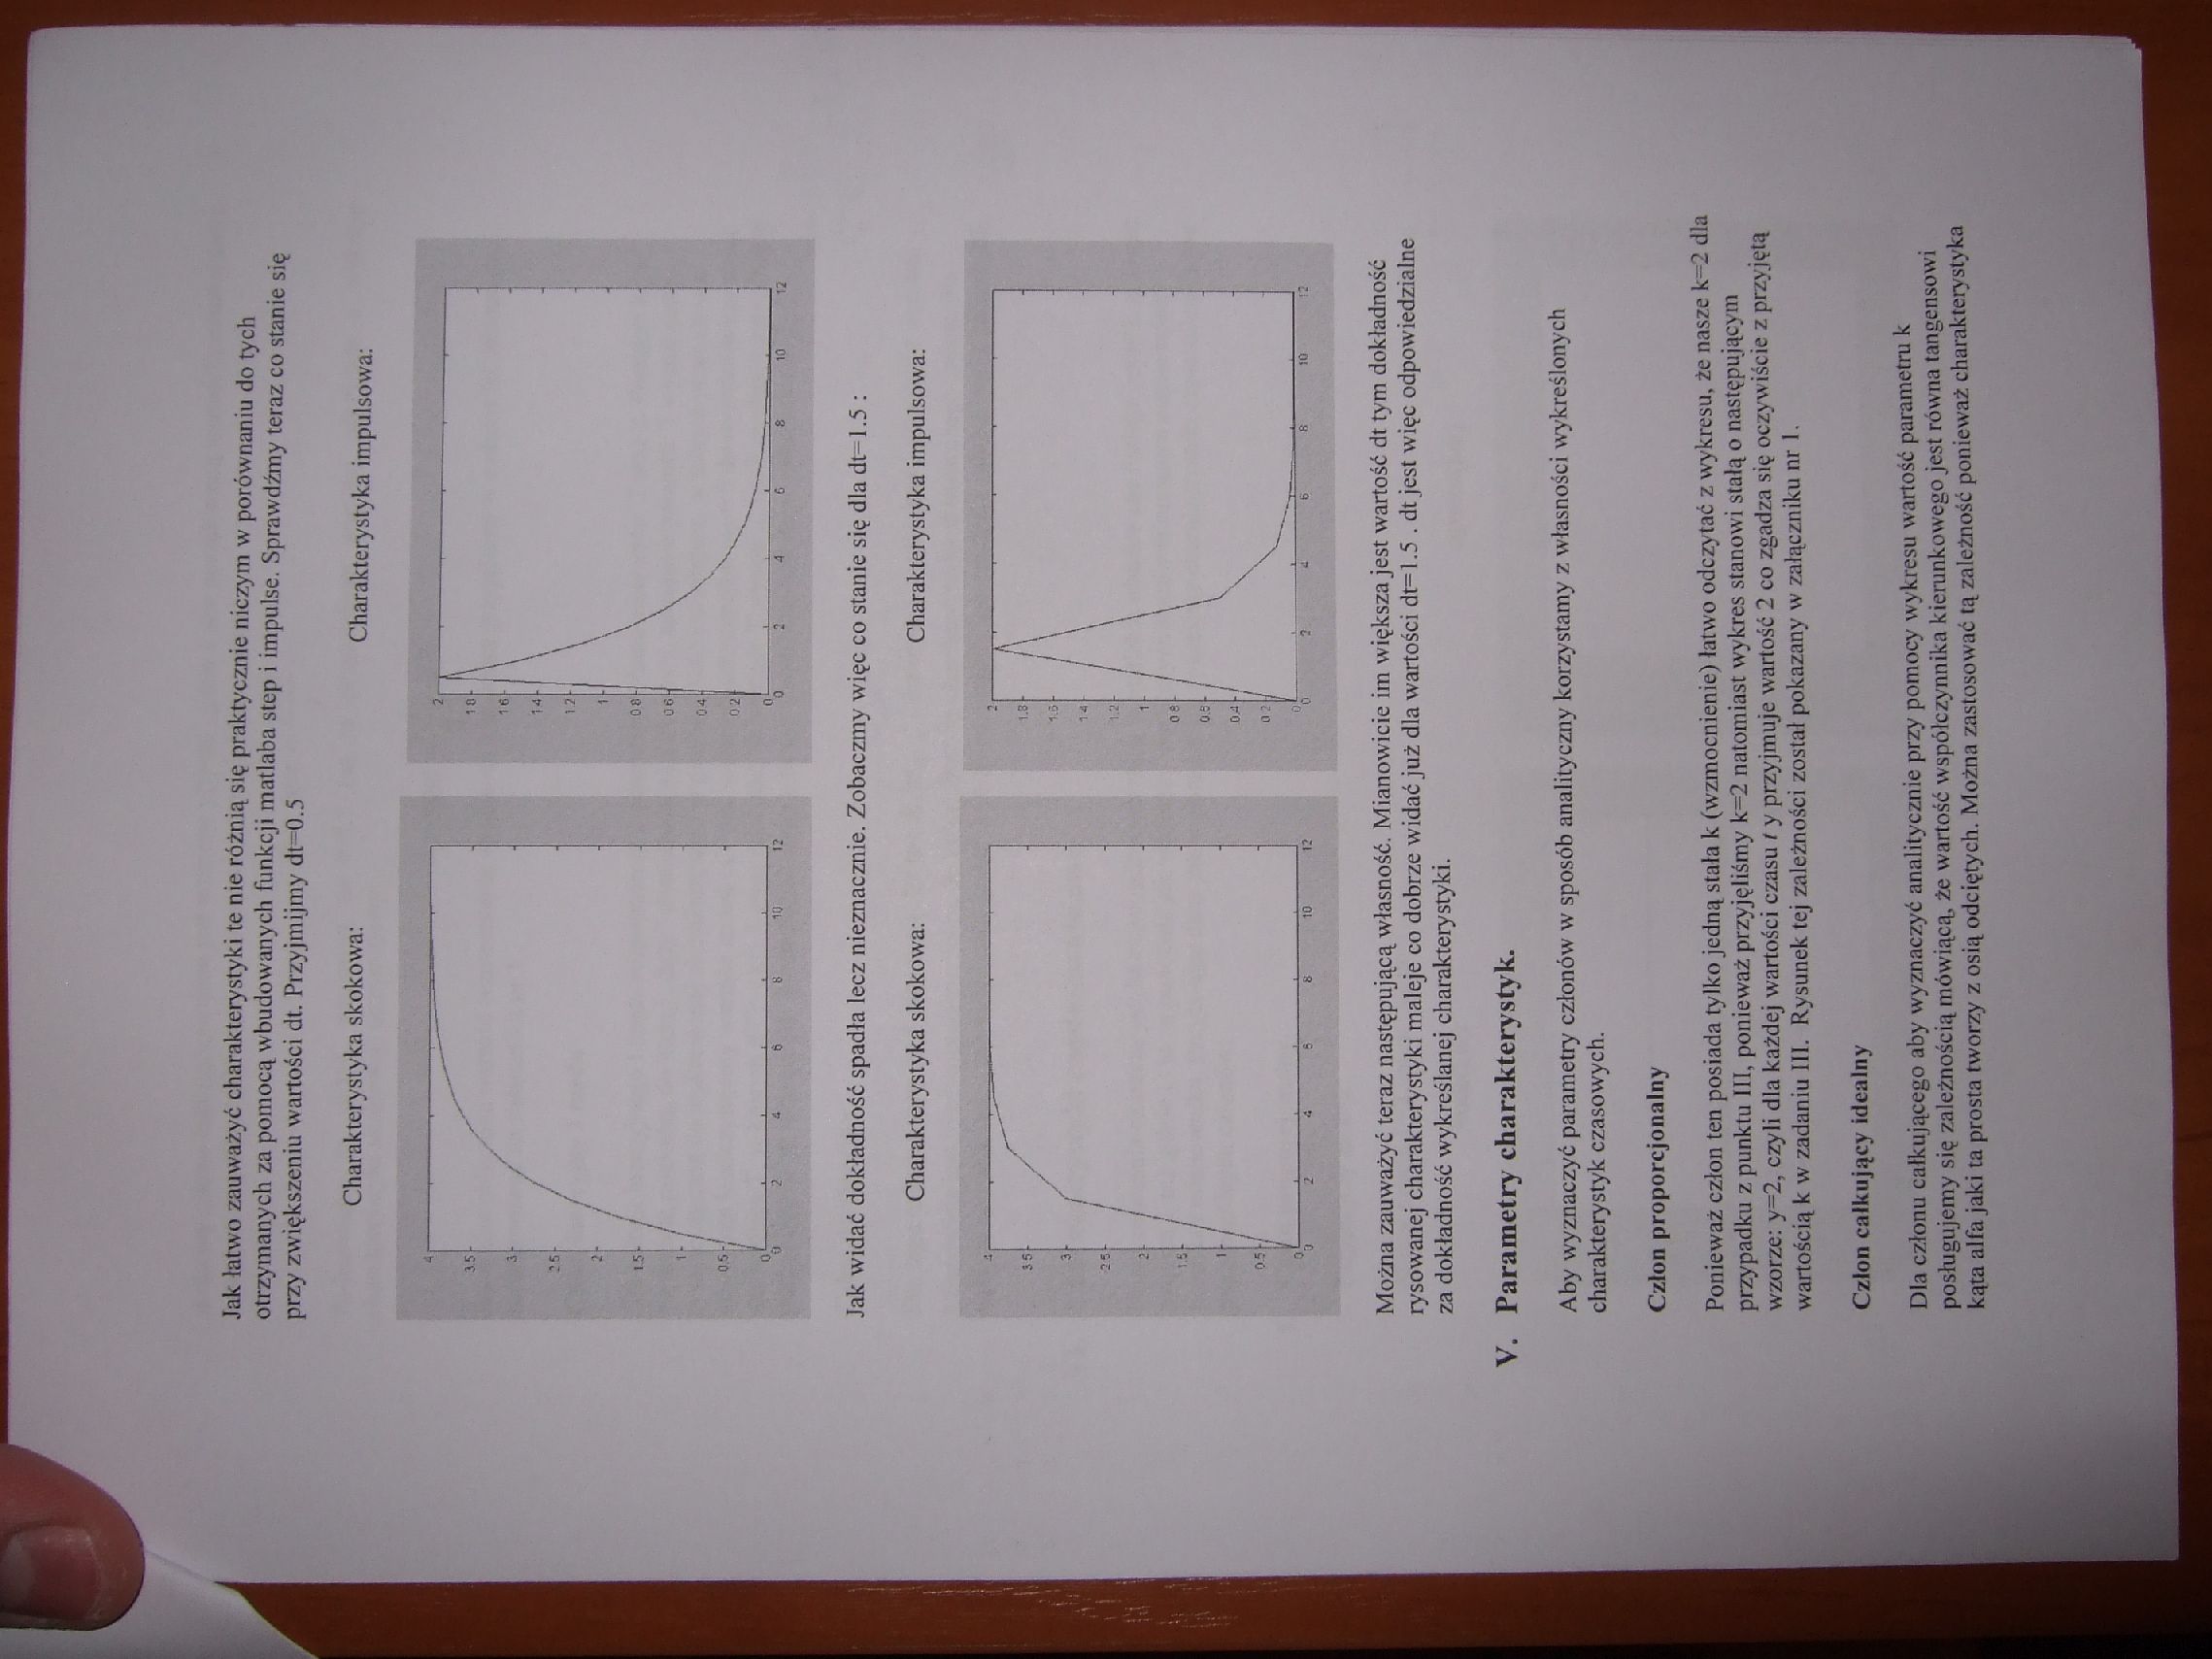 Jak łatwo zauważyć charakterystyki te nie różnią się praktycznie niczym w porównaniu do tych
otrzymanych za pomocą wbudowanych funkcji matlaba step i impulse. Sprawdźmy teraz co stanie się
przy zwiększeniu wartości dt. Przyjmijmy dt=0.5
Charakterystyka skokowa:
Charakterystyka impulsowa:
4
3.5
3
2.5
2
1.5
1
0.5
0
0 2 4 6 8 10 12
2
1.8
1.6
1.4
1.2
1
0.8
0.6
0.4
0.2
0
0 2 4 6 8 10 12
Jak widać dokładność spadła lecz nieznacznie. Zobaczmy więc co stanie się dla dt=1.5 :
Charakterystyka skokowa:
Charakterystyka impulsowa:
4
3.5
3
2.5
2
1.5
1
0.5
0
0 2 4 6 8 10 12
2
1.8
1.6
1.4
1.2
1
0.8
0.6
0.4
0.2
0
0 2 4 6 8 10 12
Można zauważyć teraz następującą własność. Mianowicie im większa jest wartość dt tym dokładność
rysowanej charakterystyki maleje co dobrze widać już dla wartości dt=1.5 . dt jest więc odpowiedzialne
za dokładność wykreślanej charakterystyki.
V. Parametry charakterystyk.
Aby wyznaczyć parametry członów w sposób analityczny korzystamy z własności wykreślonych
charakterystyk czasowych.
Człon proporcjonalny
Ponieważ człon ten posiada tylko jedną stała k (wzmocnienie) łatwo odczytać z wykresu, że nasze k=2 dla
przypadku z punktu III, ponieważ przyjęliśmy k=2 natomiast wykres stanowi stałą o następującym
wzorze: y=2, czyli dla każdej wartości czasu t y przyjmuje wartość 2 co zgadza się oczywiście z przyjętą
wartością k w zadaniu III. Rysunek tej zależności został pokazany w załączniku nr 1.
Człon całkujący idealny
Dla członu całkującego aby wyznaczyć analitycznie przy pomocy wykresu wartość parametru k
posługujemy się zależnością mówiącą, że wartość współczynnika kierunkowego jest równa tangensowi
kąta alfa jaki ta prosta tworzy z osią odciętych. Można zastosować tą zależność ponieważ charakterystyka